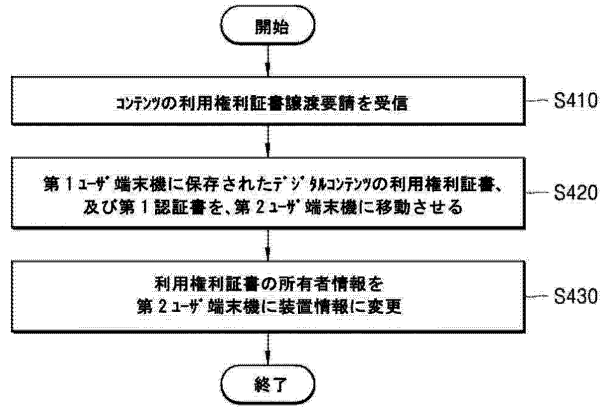 開始
コンテンツの利用権利証書譲渡要請を受信
S410
第1ユーザ端末機に保存されたデジタルコンテンツの利用権利証書、
及び第1認証書を、第2ユーザ端末機に移動させる
S420
利用権利証書の所有者情報を
第2ユーザ端末機に装置情報に変更
S430
終了